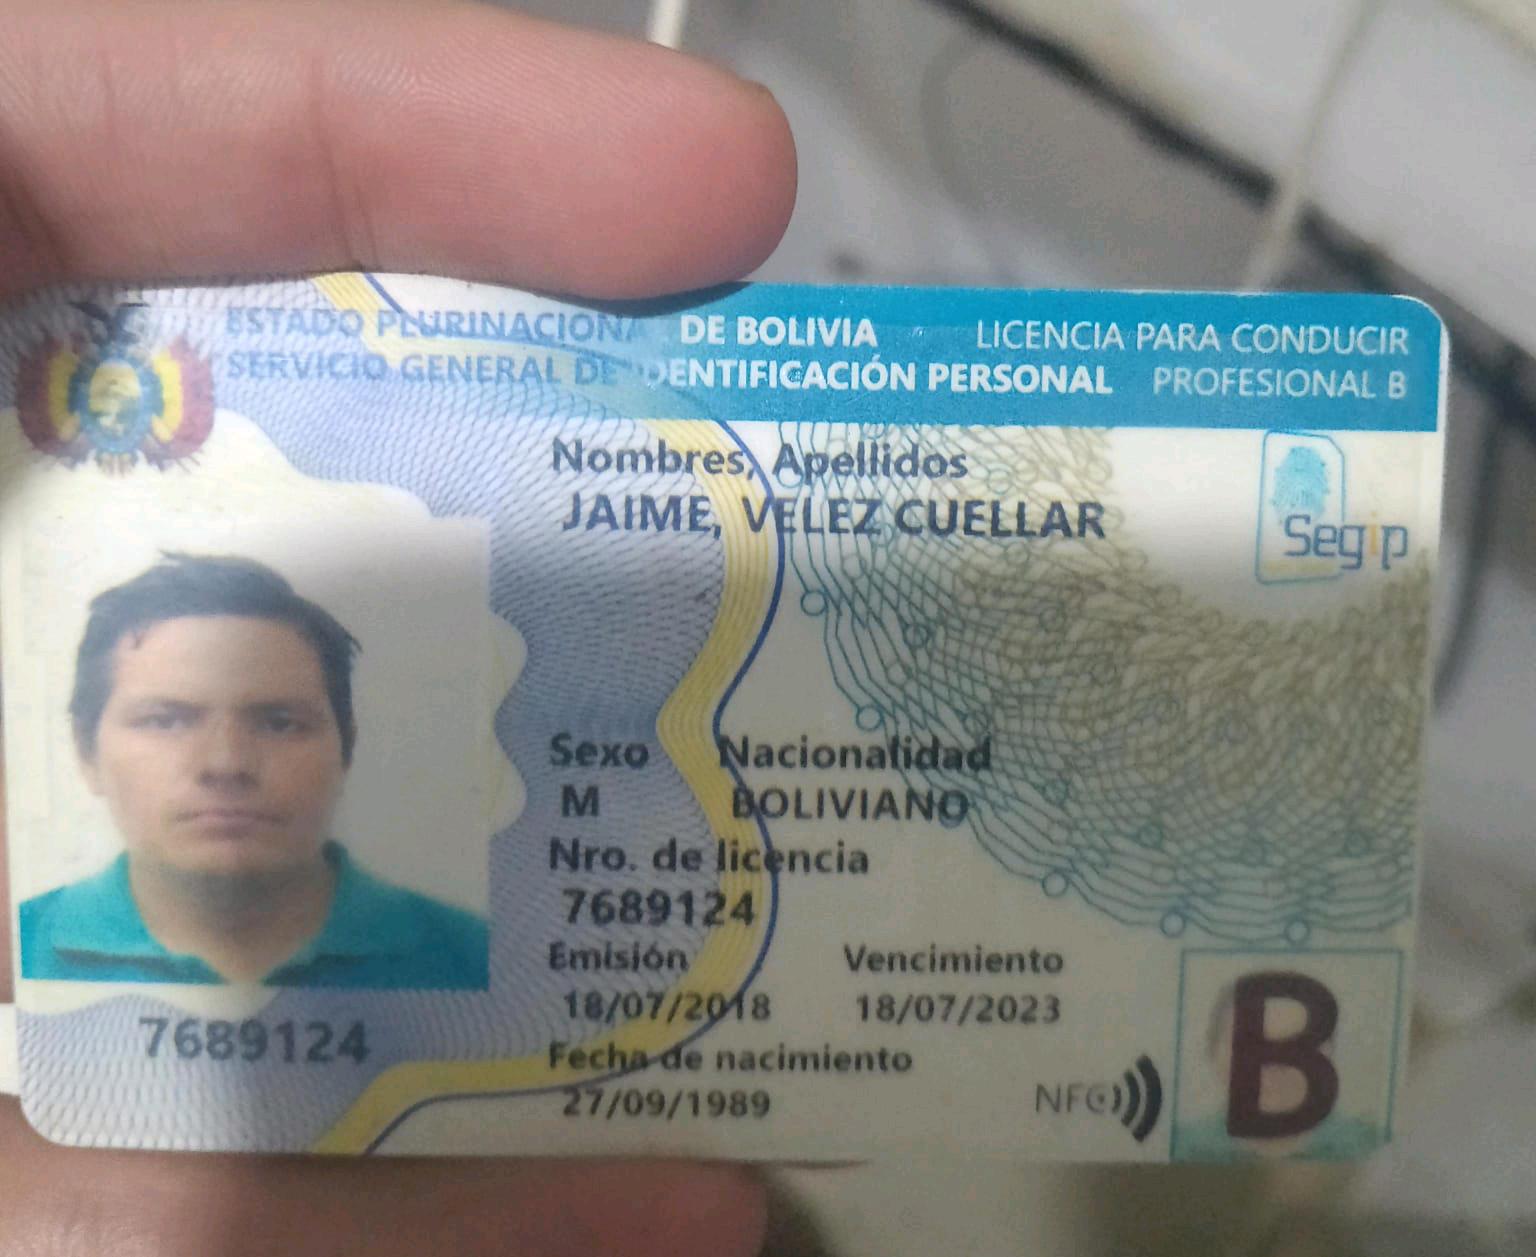 ESTADO PLURINACIONAL DE BOLIVIA LICENCIA PARA CONDUCIR
SERVICIO GENERAL DE IDENTIFICACIÓN PERSONAL PROFESIONAL B
Nombres, Apellidos
JAIME, VELEZ CUELLAR
Segip
Sexo Nacionalidad
M BOLIVIANO
Nro. de licencia
7689124
Emisión Vencimiento
18/07/2018 18/07/2023
7689124
Fecha de nacimiento
27/09/1989
NFC
B